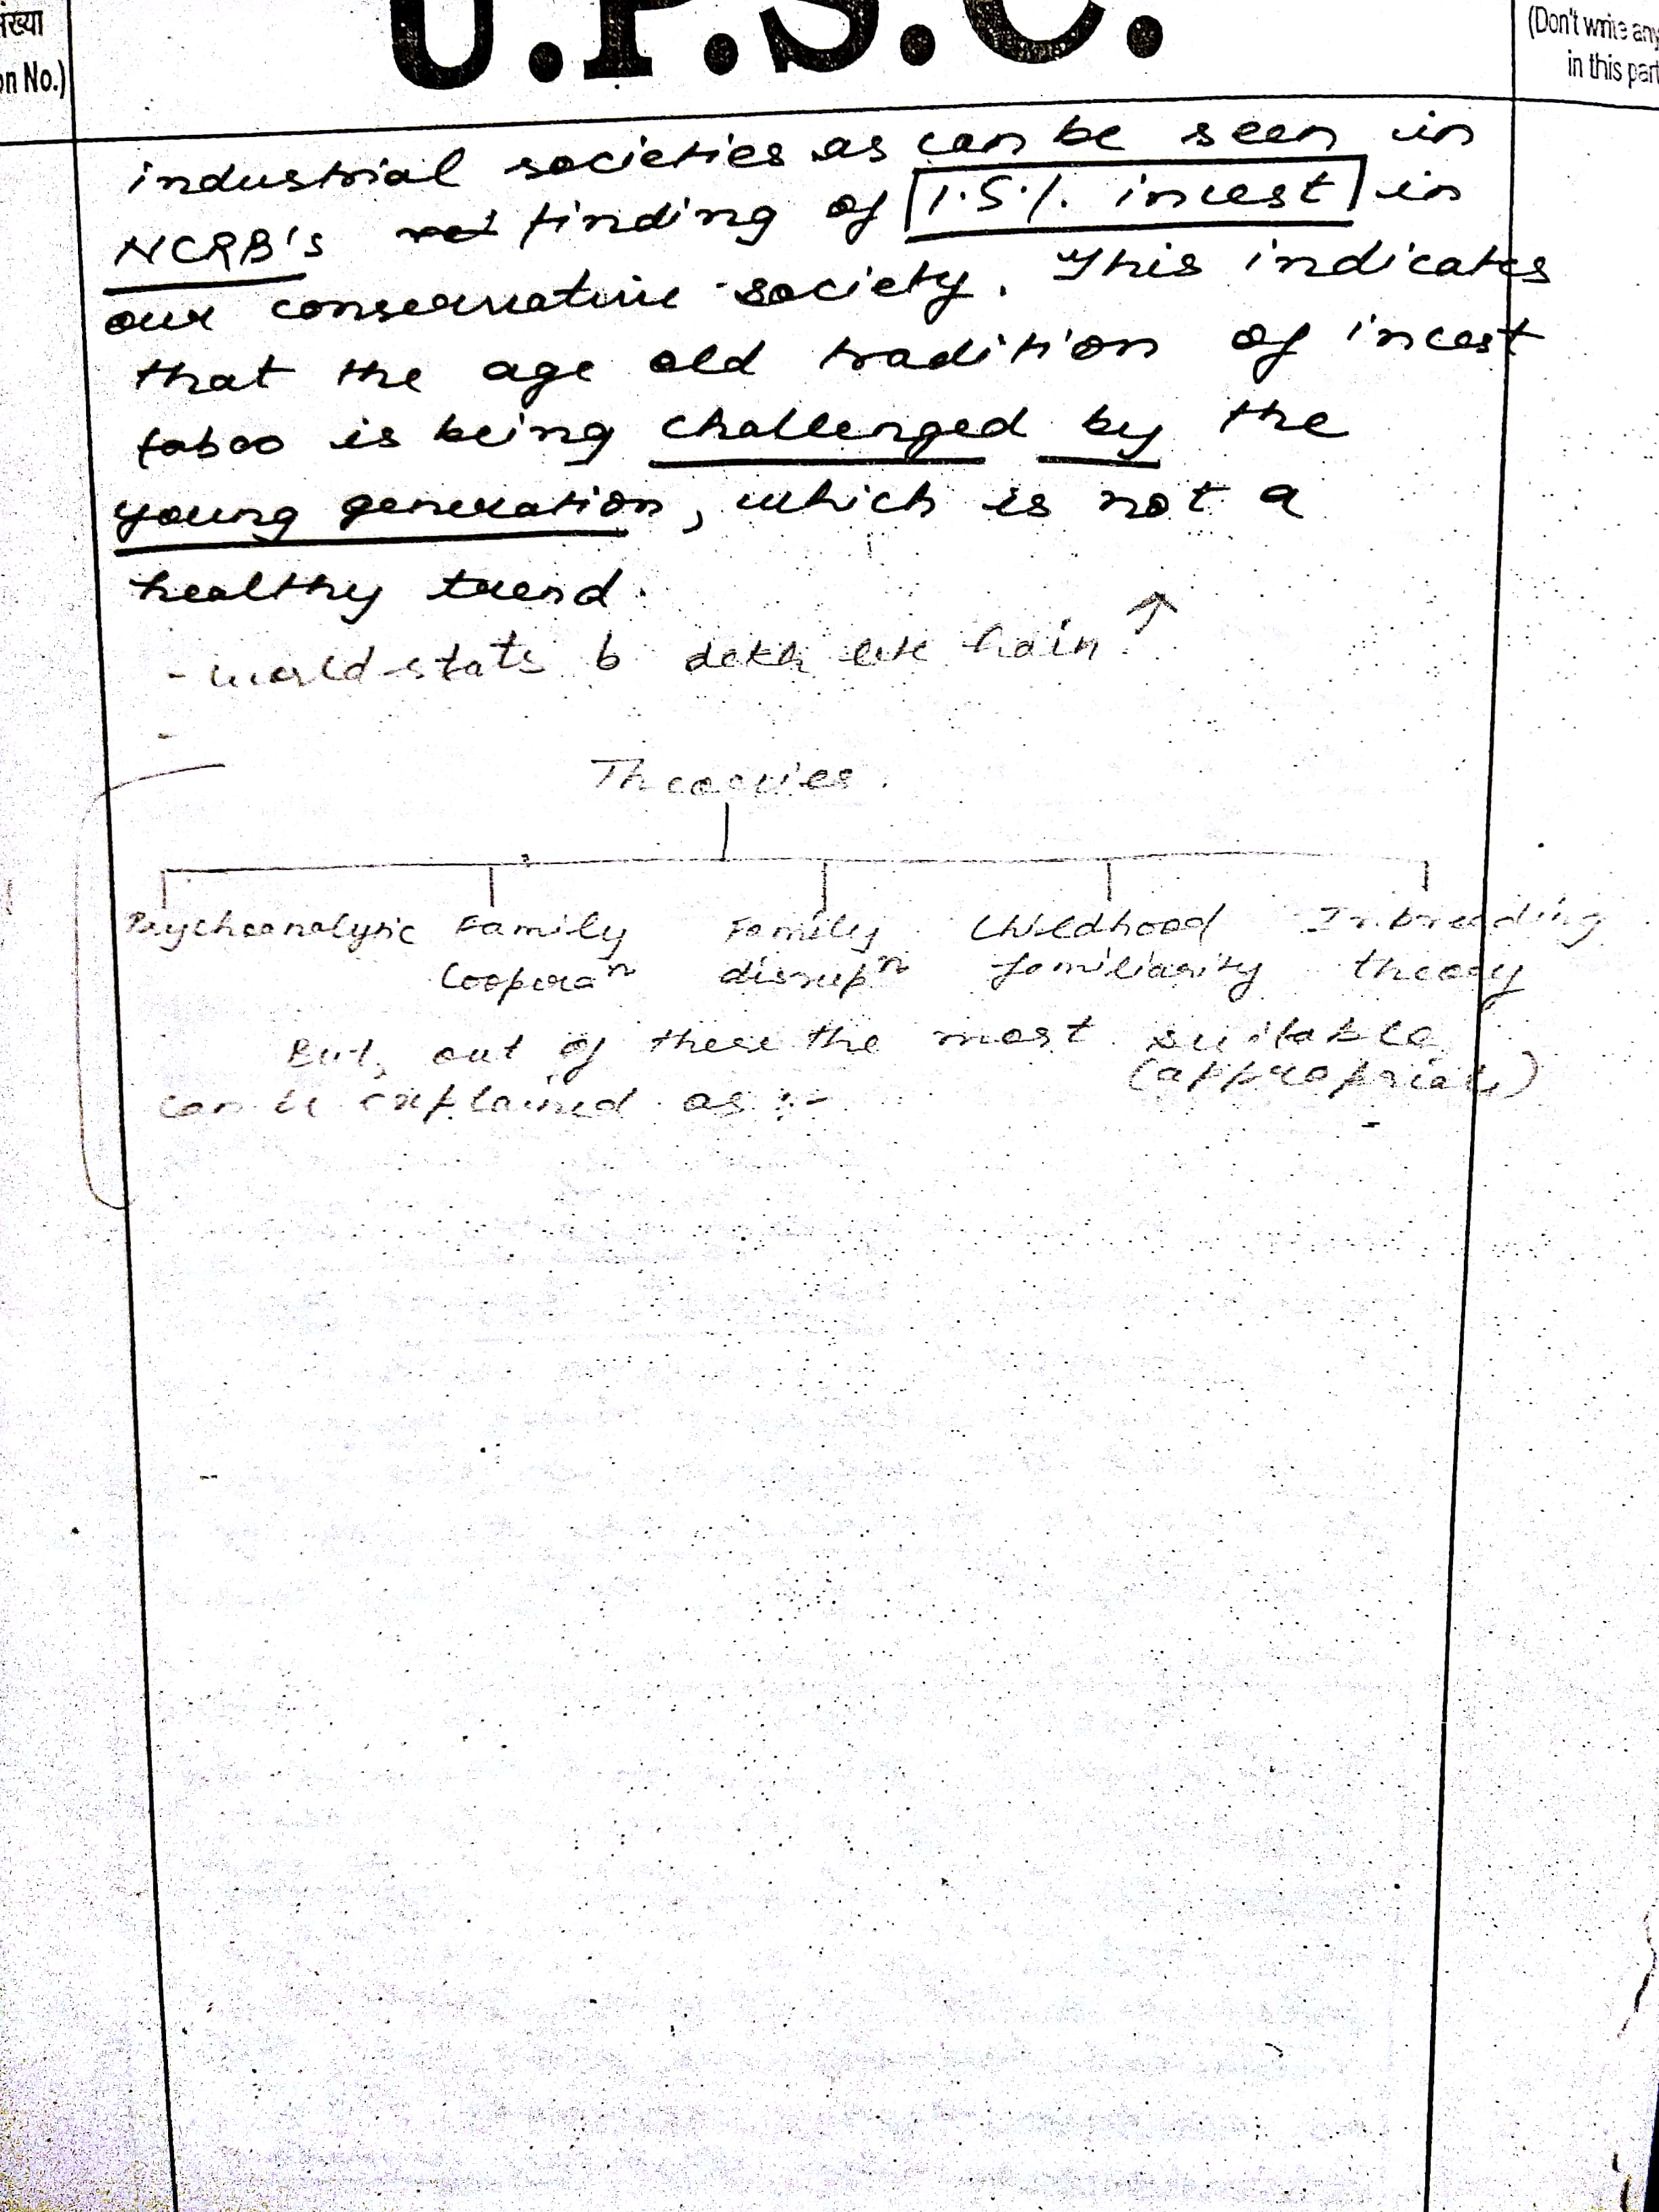 ंख्या
on No.)
U.P.S.C.
(Don't write any
in this part
industrial societies as can be seen in
NCRB's finding of 1.5% incest in
our conservative society. This indicates
that the age old tradition of incest
taboo is being challenged by the
young generation, which is not a
healthy trend.
- world stats b dekh lete hain ↑
-
Theories.
Psychoanalytic Family Family Childhood Inbreeding
Cooperaⁿ disrupⁿ familiarity theory
But, out of these the most suitable
(appropriate)
can be explained as :-